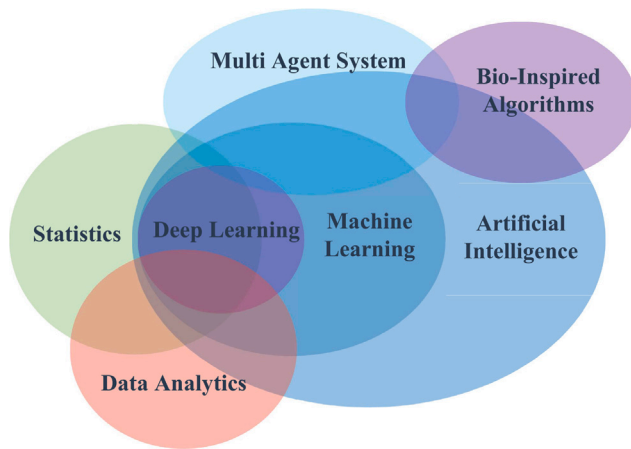 Multi Agent System
Bio-Inspired
Algorithms
Statistics
Deep Learning
Machine
Learning
Artificial
Intelligence
Data Analytics